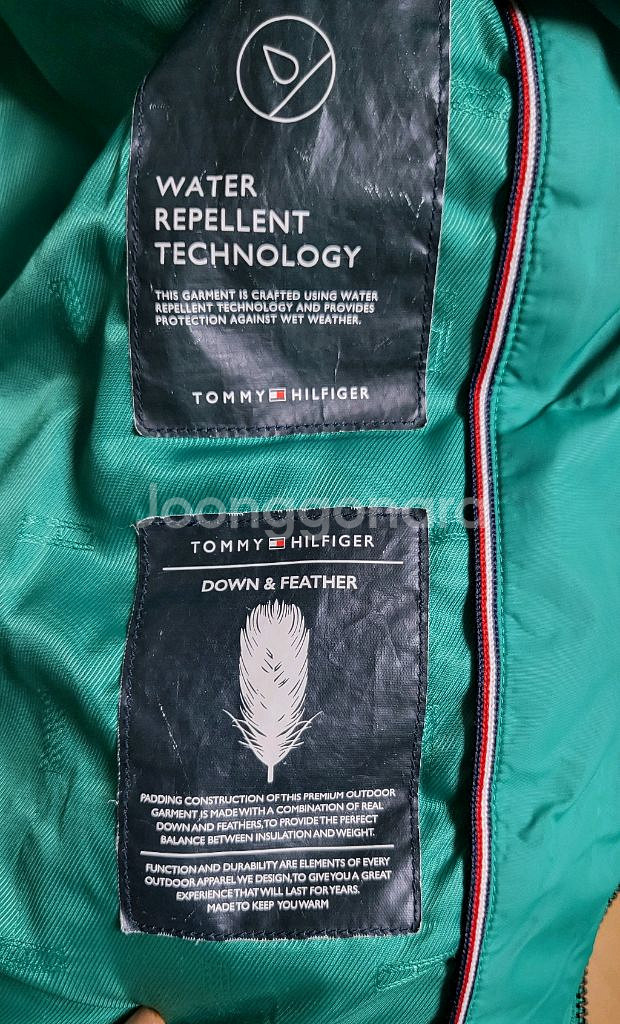 WATER
REPELLENT
TECHNOLOGY
THIS GARMENT IS CRAFTED USING WATER
REPELLENT TECHNOLOGY AND PROVIDES
PROTECTION AGAINST WET WEATHER.
TOMMY HILFIGER
joonggonara
TOMMY HILFIGER
DOWN & FEATHER
PADDING CONSTRUCTION OF THIS PREMIUM OUTDOOR
GARMENT IS MADE WITH A COMBINATION OF REAL
DOWN AND FEATHERS, TO PROVIDE THE PERFECT
BALANCE BETWEEN INSULATION AND WEIGHT.
FUNCTION AND DURABILITY ARE ELEMENTS OF EVERY
OUTDOOR APPAREL WE DESIGN, TO GIVE YOU A GREAT
EXPERIENCE THAT WILL LAST FOR YEARS.
MADE TO KEEP YOU WARM